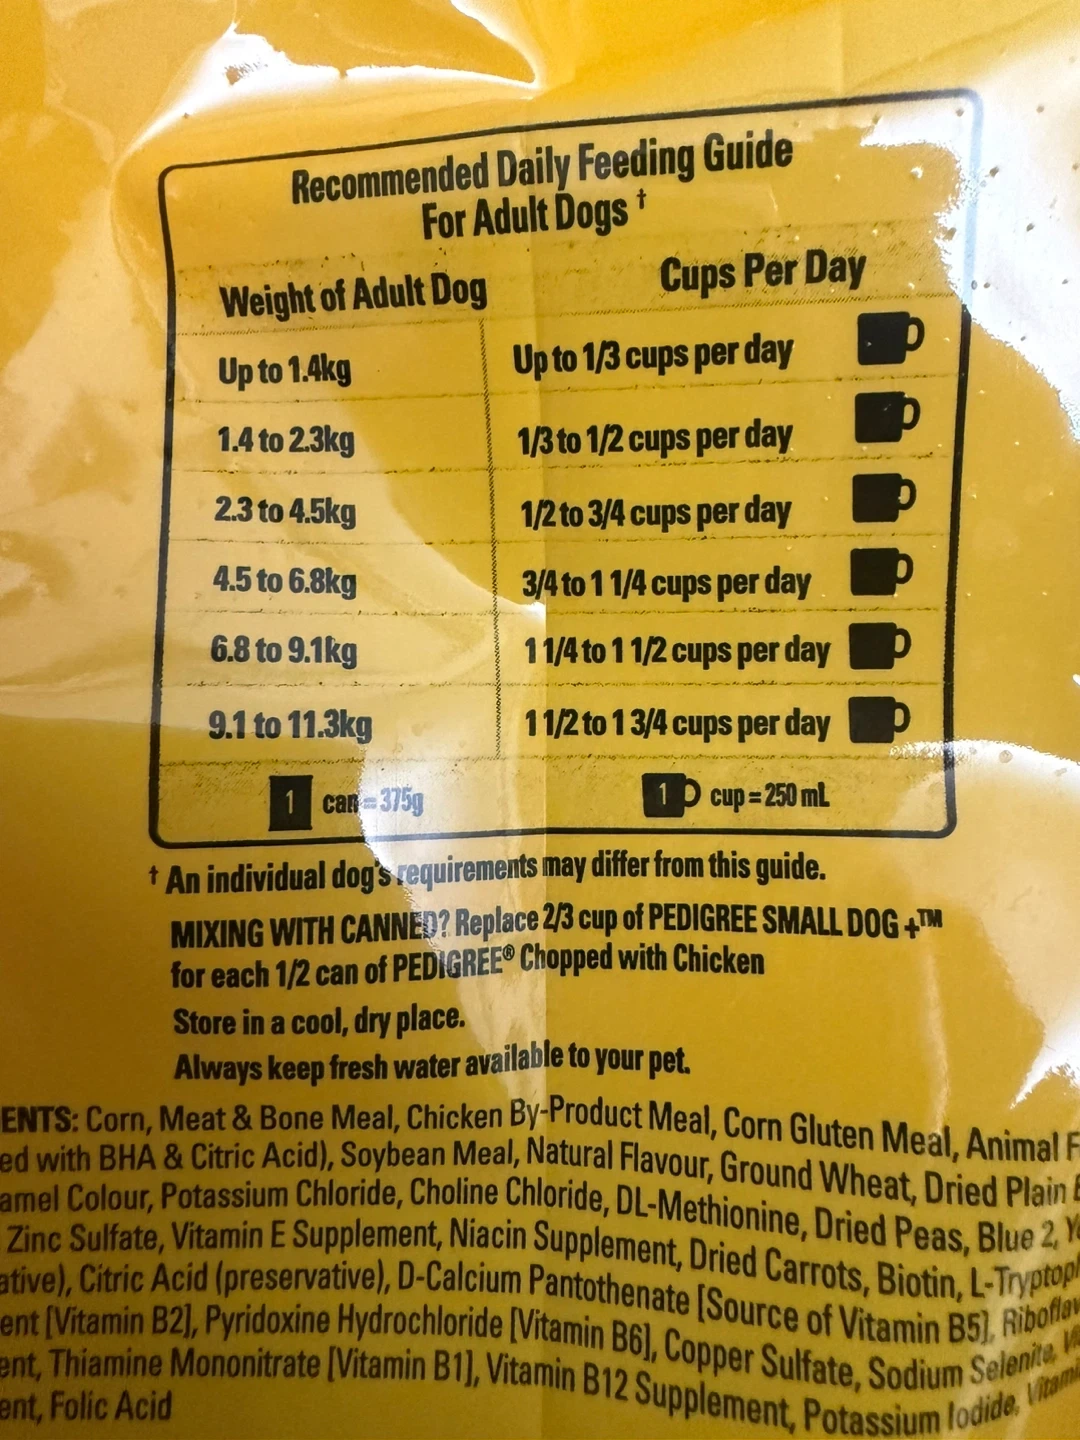 Recommended Daily Feeding Guide
For Adult Dogs †
Weight of Adult Dog Cups Per Day
Up to 1.4kg Up to 1/3 cups per day
1.4 to 2.3kg 1/3 to 1/2 cups per day
2.3 to 4.5kg 1/2 to 3/4 cups per day
4.5 to 6.8kg 3/4 to 1 1/4 cups per day
6.8 to 9.1kg 1 1/4 to 1 1/2 cups per day
9.1 to 11.3kg 1 1/2 to 1 3/4 cups per day
1 can = 375g 1 cup = 250 mL
† An individual dog's requirements may differ from this guide.
MIXING WITH CANNED? Replace 2/3 cup of PEDIGREE SMALL DOG +™
for each 1/2 can of PEDIGREE® Chopped with Chicken
Store in a cool, dry place.
Always keep fresh water available to your pet.
ENTS: Corn, Meat & Bone Meal, Chicken By-Product Meal, Corn Gluten Meal, Animal F
ed with BHA & Citric Acid), Soybean Meal, Natural Flavour, Ground Wheat, Dried Plain
amel Colour, Potassium Chloride, Choline Chloride, DL-Methionine, Dried Peas, Blue 2,
Zinc Sulfate, Vitamin E Supplement, Niacin Supplement, Dried Carrots, Biotin, L-Tryptoph
ative), Citric Acid (preservative), D-Calcium Pantothenate [Source of Vitamin B5], Riboflav
ent [Vitamin B2], Pyridoxine Hydrochloride [Vitamin B6], Copper Sulfate, Sodium Selenite,
ent, Thiamine Mononitrate [Vitamin B1], Vitamin B12 Supplement, Potassium Iodide, Vitami
ent, Folic Acid